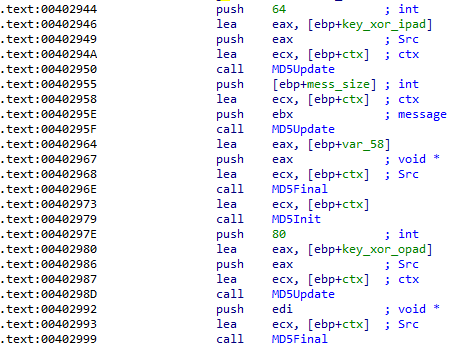 .text:00402944 push 64 ; int
.text:00402946 lea eax, [ebp+key_xor_ipad]
.text:00402949 push eax ; Src
.text:0040294A lea ecx, [ebp+ctx] ; ctx
.text:00402950 call MD5Update
.text:00402955 push [ebp+mess_size] ; int
.text:00402958 lea ecx, [ebp+ctx] ; ctx
.text:0040295E push ebx ; message
.text:0040295F call MD5Update
.text:00402964 lea eax, [ebp+var_58]
.text:00402967 push eax ; void *
.text:00402968 lea ecx, [ebp+ctx] ; Src
.text:0040296E call MD5Final
.text:00402973 lea ecx, [ebp+ctx]
.text:00402979 call MD5Init
.text:0040297E push 80 ; int
.text:00402980 lea eax, [ebp+key_xor_opad]
.text:00402986 push eax ; Src
.text:00402987 lea ecx, [ebp+ctx] ; ctx
.text:0040298D call MD5Update
.text:00402992 push edi ; void *
.text:00402993 lea ecx, [ebp+ctx] ; Src
.text:00402999 call MD5Final